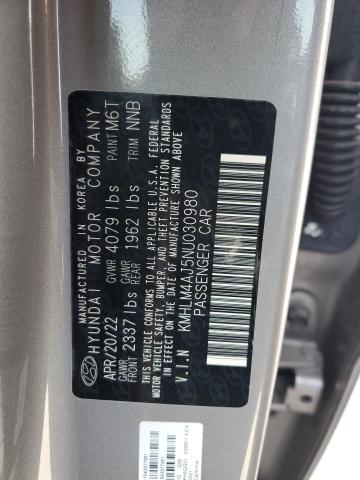 MANUFACTURED IN KOREA BY
HYUNDAI MOTOR COMPANY
APR/20/22 GVWR 4079 lbs PAINT M6T
GAWR FRONT 2337 lbs GAWR REAR 1962 lbs TRIM NNB
THIS VEHICLE CONFORMS TO ALL APPLICABLE U.S.A. FEDERAL
MOTOR VEHICLE SAFETY, BUMPER, AND THEFT PREVENTION STANDARDS
IN EFFECT ON THE DATE OF MANUFACTURE SHOWN ABOVE.
V.I.N KMHLM4AJ5NU030980
PASSENGER CAR